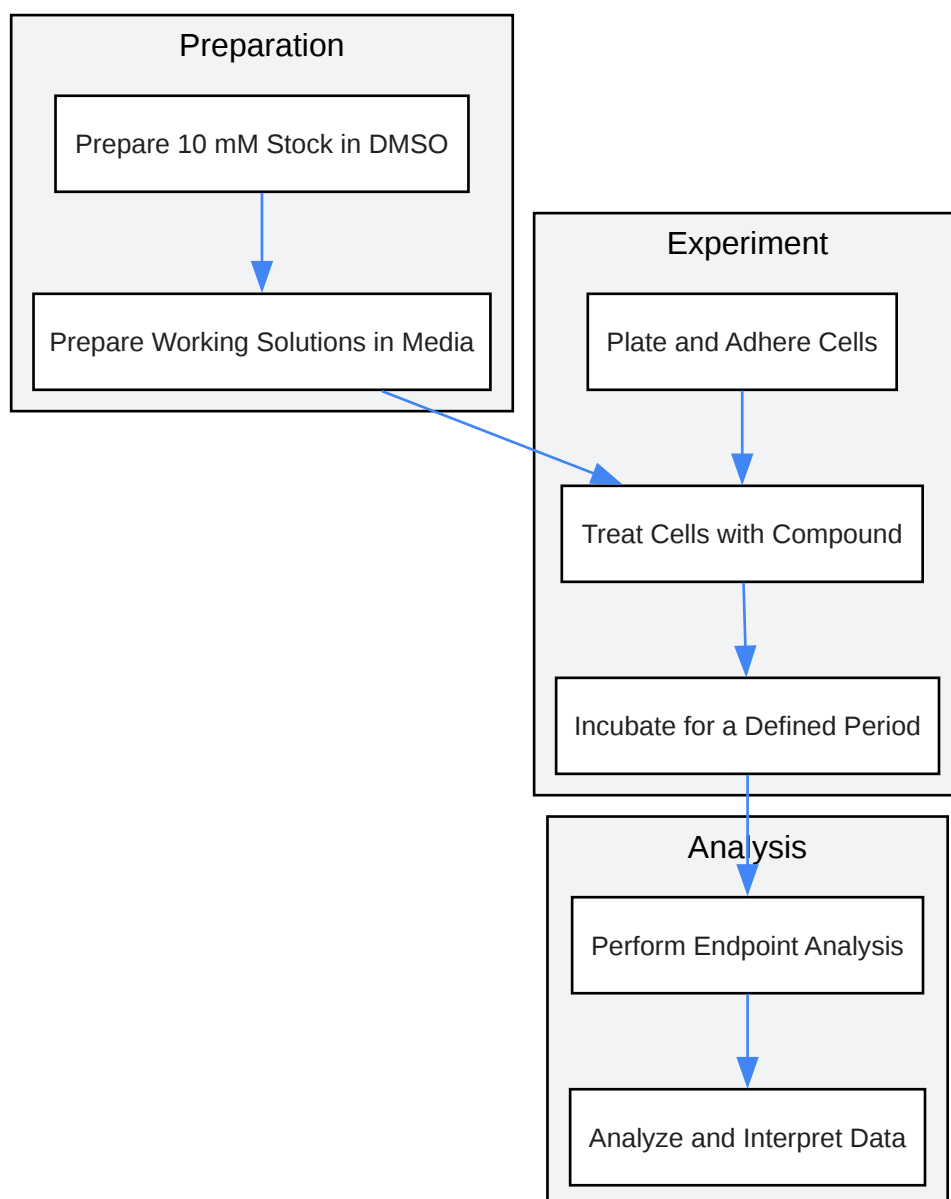 Preparation
Prepare 10 mM Stock in DMSO
Prepare Working Solutions in Media
Experiment
Plate and Adhere Cells
Treat Cells with Compound
Incubate for a Defined Period
Analysis
Perform Endpoint Analysis
Analyze and Interpret Data